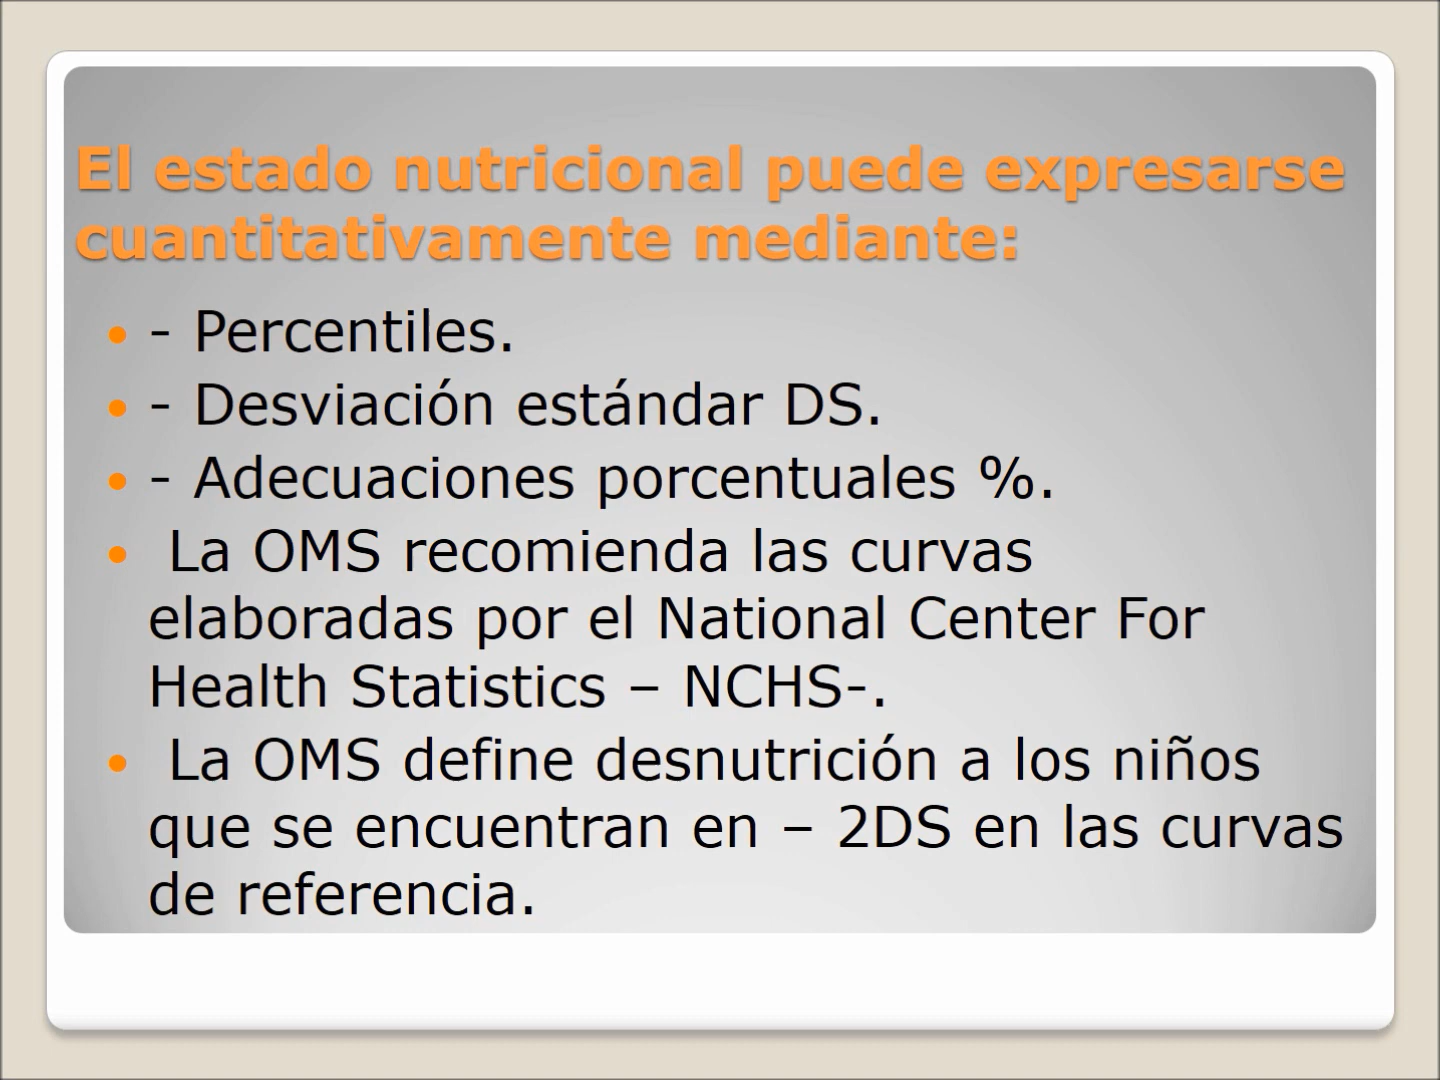 El estado nutricional puede expresarse
cuantitativamente mediante:
- Percentiles.
- Desviación estándar DS.
- Adecuaciones porcentuales %.
La OMS recomienda las curvas
elaboradas por el National Center For
Health Statistics – NCHS-.
La OMS define desnutrición a los niños
que se encuentran en – 2DS en las curvas
de referencia.